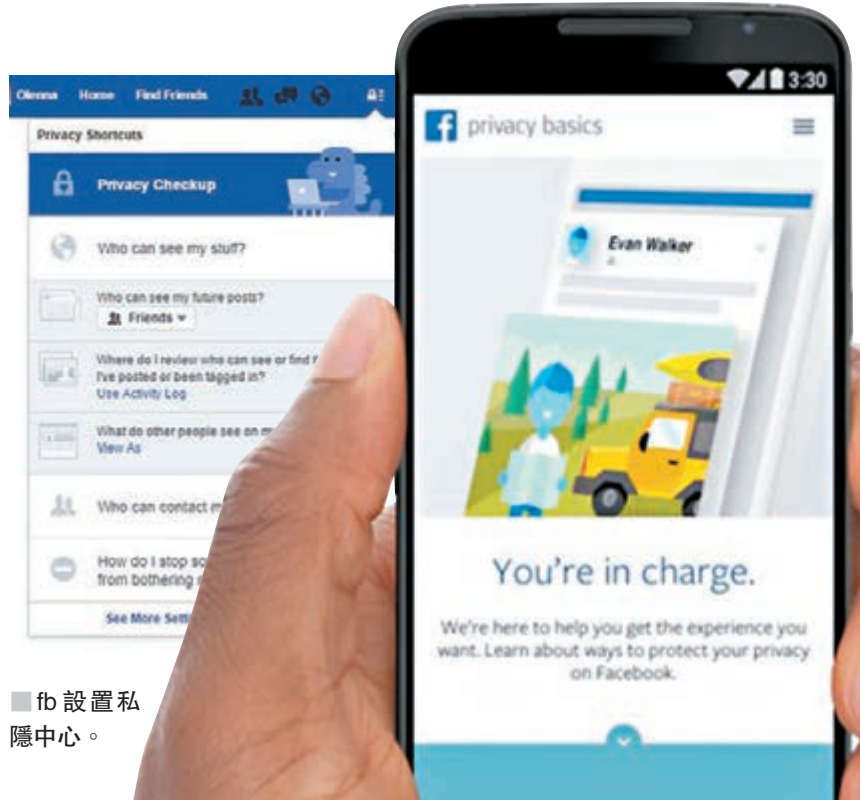 Olenna Home Find Friends
Privacy Shortcuts
Privacy Checkup
Who can see my stuff?
Who can see my future posts?
Friends
Where do I review who can see or find
I've posted or been tagged in?
Use Activity Log
What do other people see on
View As
Who can contact
How do I stop
from bothering
See More
fb 設置私
隱中心。
3:30
f privacy basics
Evan Walker
You're in charge.
We're here to help you get the experience you
want. Learn about ways to protect your privacy
on Facebook.